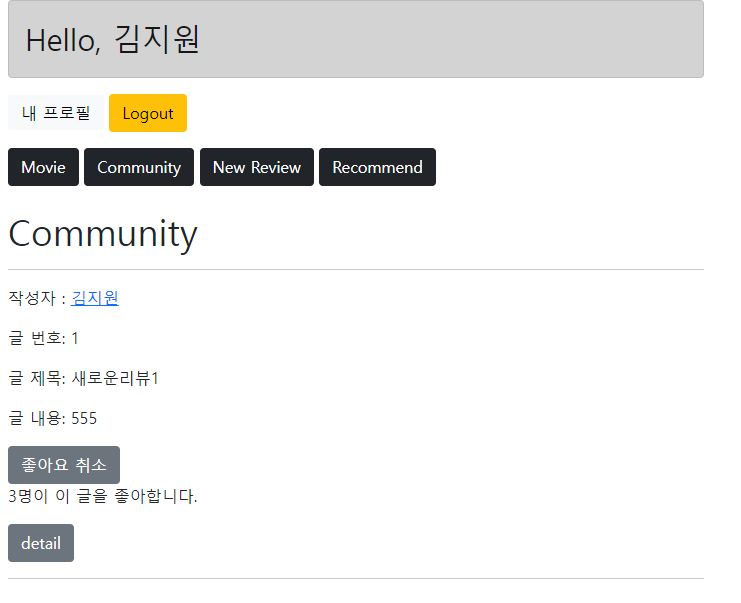 Hello, 김지원
내 프로필 Logout
Movie Community New Review Recommend
Community
작성자 : 김지원
글 번호: 1
글 제목: 새로운리뷰1
글 내용: 555
좋아요 취소
3명이 이 글을 좋아합니다.
detail